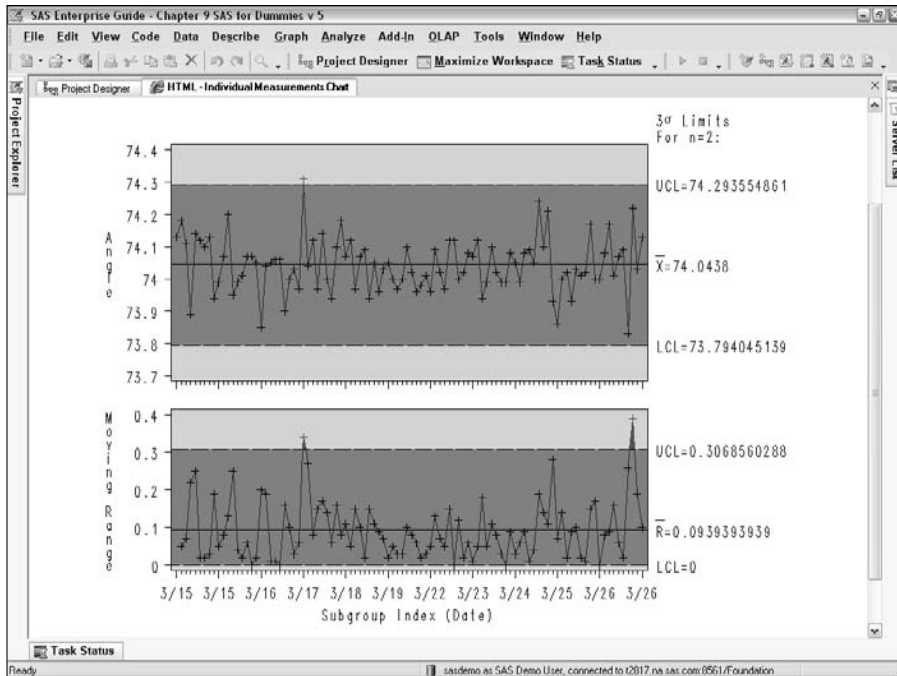 SAS Enterprise Guide - Chapter 9 SAS for Dummies v 5
File Edit View Code Data Describe Graph Analyze Add-In OLAP Tools Window Help
Project Designer Maximize Workspace Task Status
Project Explorer
Project Designer HTML - Individual Measurements Chart
Server List
3σ Limits
For n=2:
74.4
74.3
74.2
74.1
74
73.9
73.8
73.7
Angle
UCL=74.293554861
X=74.0438
LCL=73.794045139
0.4
0.3
0.2
0.1
0
Moving Range
UCL=0.3068560288
R=0.0939393939
LCL=0
3/15 3/15 3/16 3/17 3/18 3/19 3/22 3/23 3/24 3/25 3/26 3/26
Subgroup Index (Date)
Task Status
Ready
sasdemo as SAS Demo User, connected to t2817.na.sas.com:8561/Foundation